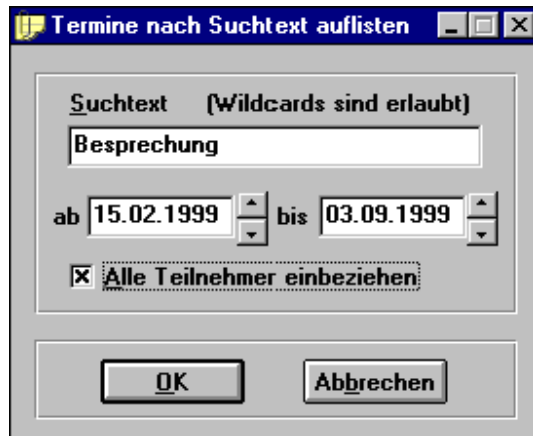 Termine nach Suchtext auflisten
Suchtext (Wildcards sind erlaubt)
Besprechung
ab 15.02.1999 bis 03.09.1999
Alle Teilnehmer einbeziehen
OK Abbrechen